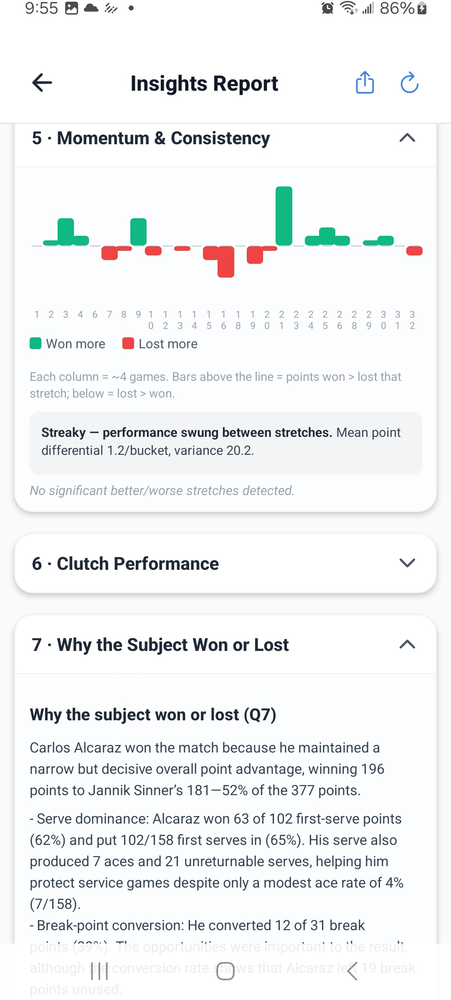 9:55
86%
Insights Report
5 · Momentum & Consistency
1 2 3 4 6 7 8 9 10 12 13 14 15 16 18 19 20 21 23 24 25 26 28 29 30 31 32
Won more Lost more
Each column = ~4 games. Bars above the line = points won > lost that
stretch; below = lost > won.
Streaky — performance swung between stretches. Mean point
differential 1.2/bucket, variance 20.2.
No significant better/worse stretches detected.
6 · Clutch Performance
7 · Why the Subject Won or Lost
Why the subject won or lost (Q7)
Carlos Alcaraz won the match because he maintained a
narrow but decisive overall point advantage, winning 196
points to Jannik Sinner’s 181—52% of the 377 points.
- Serve dominance: Alcaraz won 63 of 102 first-serve points
(62%) and put 102/158 first serves in (65%). His serve also
produced 7 aces and 21 unreturnable serves, helping him
protect service games despite only a modest ace rate of 4%
(7/158).
- Break-point conversion: He converted 12 of 31 break
points (39%). The opportunities were important to the result,
although the conversion rate shows that Alcaraz left 19 break
points unused.